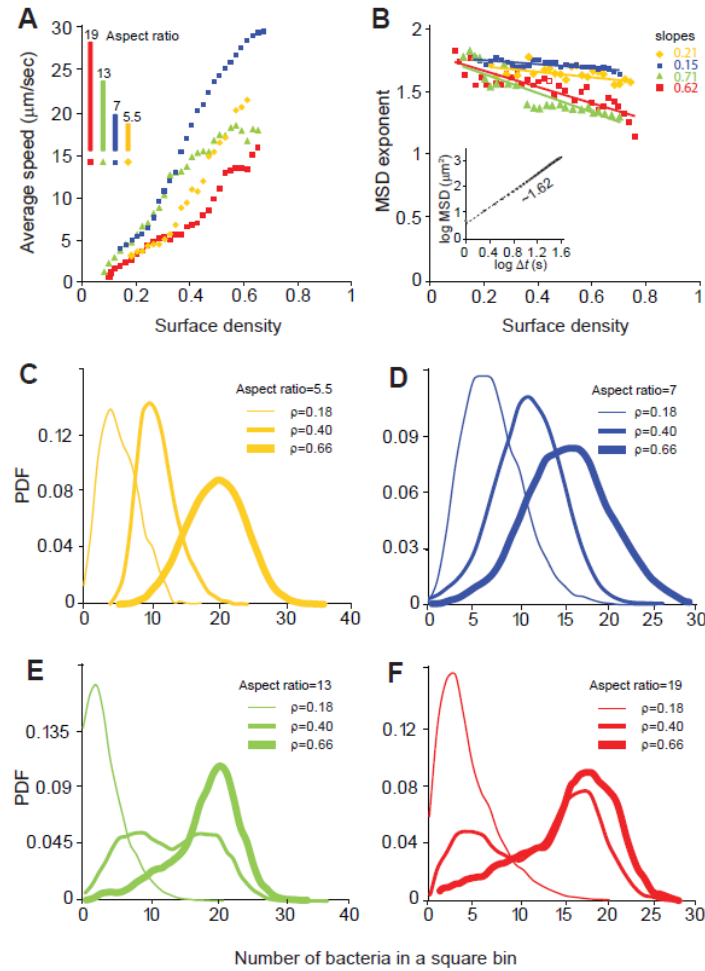 A
30
25
20
15
10
5
0
Average speed (μm/sec)
19
Aspect ratio
13
7
5.5
0 0.2 0.4 0.6 0.8 1
Surface density
B
2
1.5
1
0.5
0
MSD exponent
slopes
0.21
0.15
0.71
0.62
log MSD (μm²)
3
2
1
0
~1.62
0 0.4 0.8 1.2 1.6
log Δt (s)
0 0.2 0.4 0.6 0.8 1
Surface density
C
PDF
0.12
0.08
0.04
0
Aspect ratio=5.5
ρ=0.18
ρ=0.40
ρ=0.66
0 10 20 30 40
D
0.09
0.06
0.03
0
Aspect ratio=7
ρ=0.18
ρ=0.40
ρ=0.66
0 5 10 15 20 25 30
E
PDF
0.135
0.09
0.045
0
Aspect ratio=13
ρ=0.18
ρ=0.40
ρ=0.66
0 10 20 30 40
F
0.12
0.08
0.04
0
Aspect ratio=19
ρ=0.18
ρ=0.40
ρ=0.66
0 5 10 15 20 25 30
Number of bacteria in a square bin